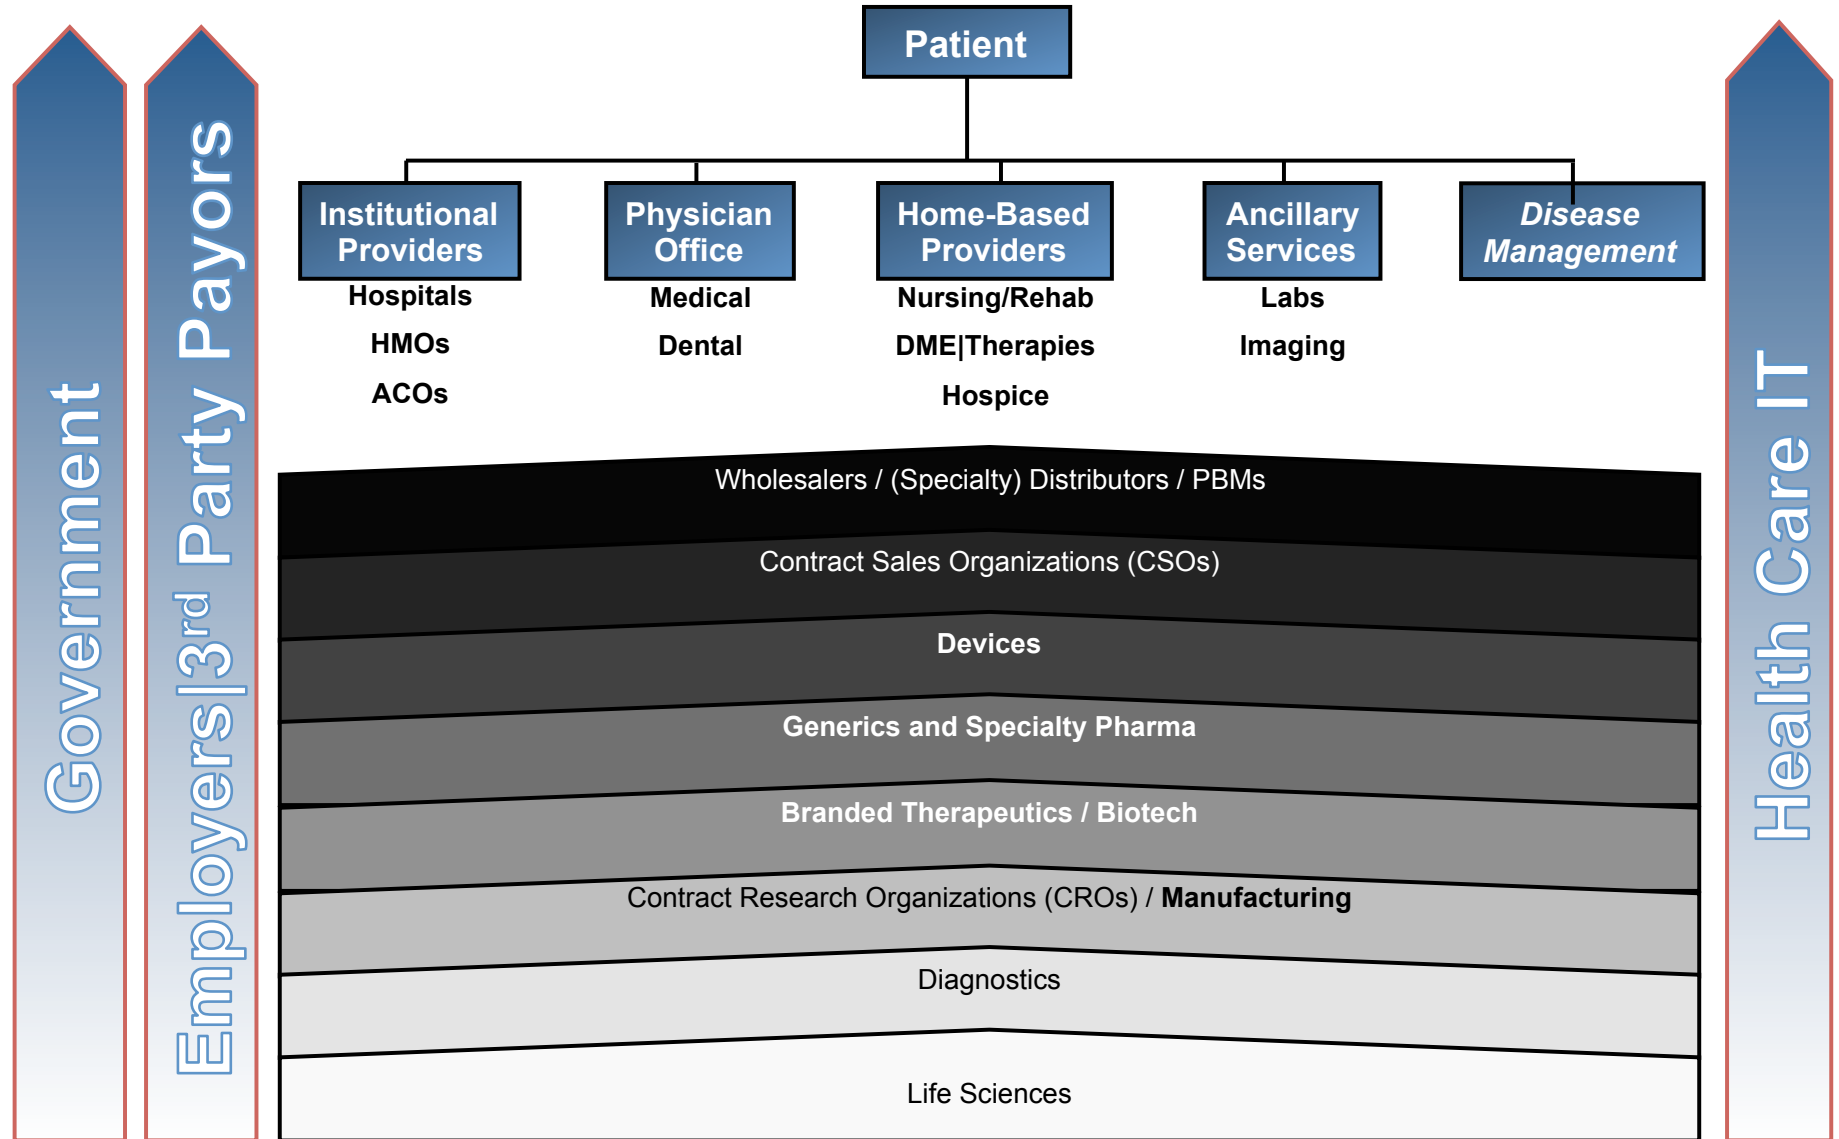 Patient
Institutional
Providers
Physician
Office
Home-Based
Providers
Ancillary
Services
Disease
Management
Hospitals
HMOs
ACOs
Medical
Dental
Nursing/Rehab
DME|Therapies
Hospice
Labs
Imaging
Wholesalers / (Specialty) Distributors / PBMs
Contract Sales Organizations (CSOs)
Devices
Generics and Specialty Pharma
Branded Therapeutics / Biotech
Contract Research Organizations (CROs) / Manufacturing
Diagnostics
Life Sciences
Government
Employers|3rd Party Payors
Health Care IT